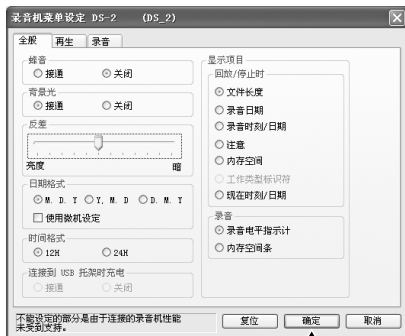 录音机菜单设定 DS-2 (DS_2)
全般 再生 录音
蜂音
接通 关闭
背景光
接通 关闭
反差
亮度 暗
日期格式
M. D. Y Y. M. D D. M. Y
使用微机设定
时间格式
12H 24H
连接到 USB 托架时充电
接通 关闭
显示项目
回放/停止时
文件长度
录音日期
录音时刻/日期
注意
内存空间
工作类型标识符
现在时刻/日期
录音
录音电平指示计
内存空间条
不能设定的部分是由于连接的录音机性能
未受到支持。
复位 确定 取消